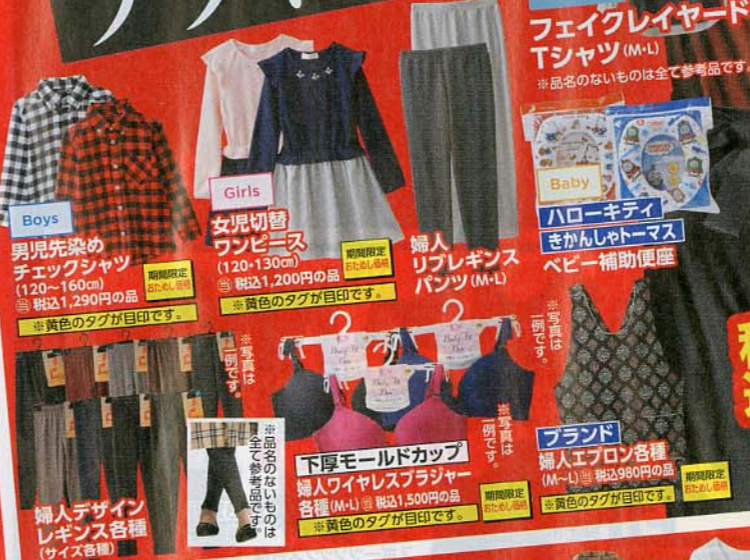 フェイクレイヤード
Tシャツ(M・L)
※品名のないものは全て参考品です。
Boys
男児先染め
チェックシャツ
(120〜160㎝)
当 税込1,290円の品
期間限定
おためし価格
※黄色のタグが目印です。
Girls
女児切替
ワンピース
(120・130㎝)
当 税込1,200円の品
期間限定
おためし価格
※黄色のタグが目印です。
婦人
リブレギンス
パンツ(M・L)
Baby
ハローキティ
きかんしゃトーマス
ベビー補助便座
※写真は
一例です。
婦人デザイン
レギンス各種
(サイズ各種)
※品名のないものは
全て参考品です。
※写真は
一例です。
下厚モールドカップ
婦人ワイヤレスブラジャー
各種(M・L)当 税込1,500円の品
期間限定
おためし価格
※黄色のタグが目印です。
※写真は
一例です。
ブランド
婦人エプロン各種
(M〜L)当 税込980円の品
期間限定
おためし価格
※黄色のタグが目印です。